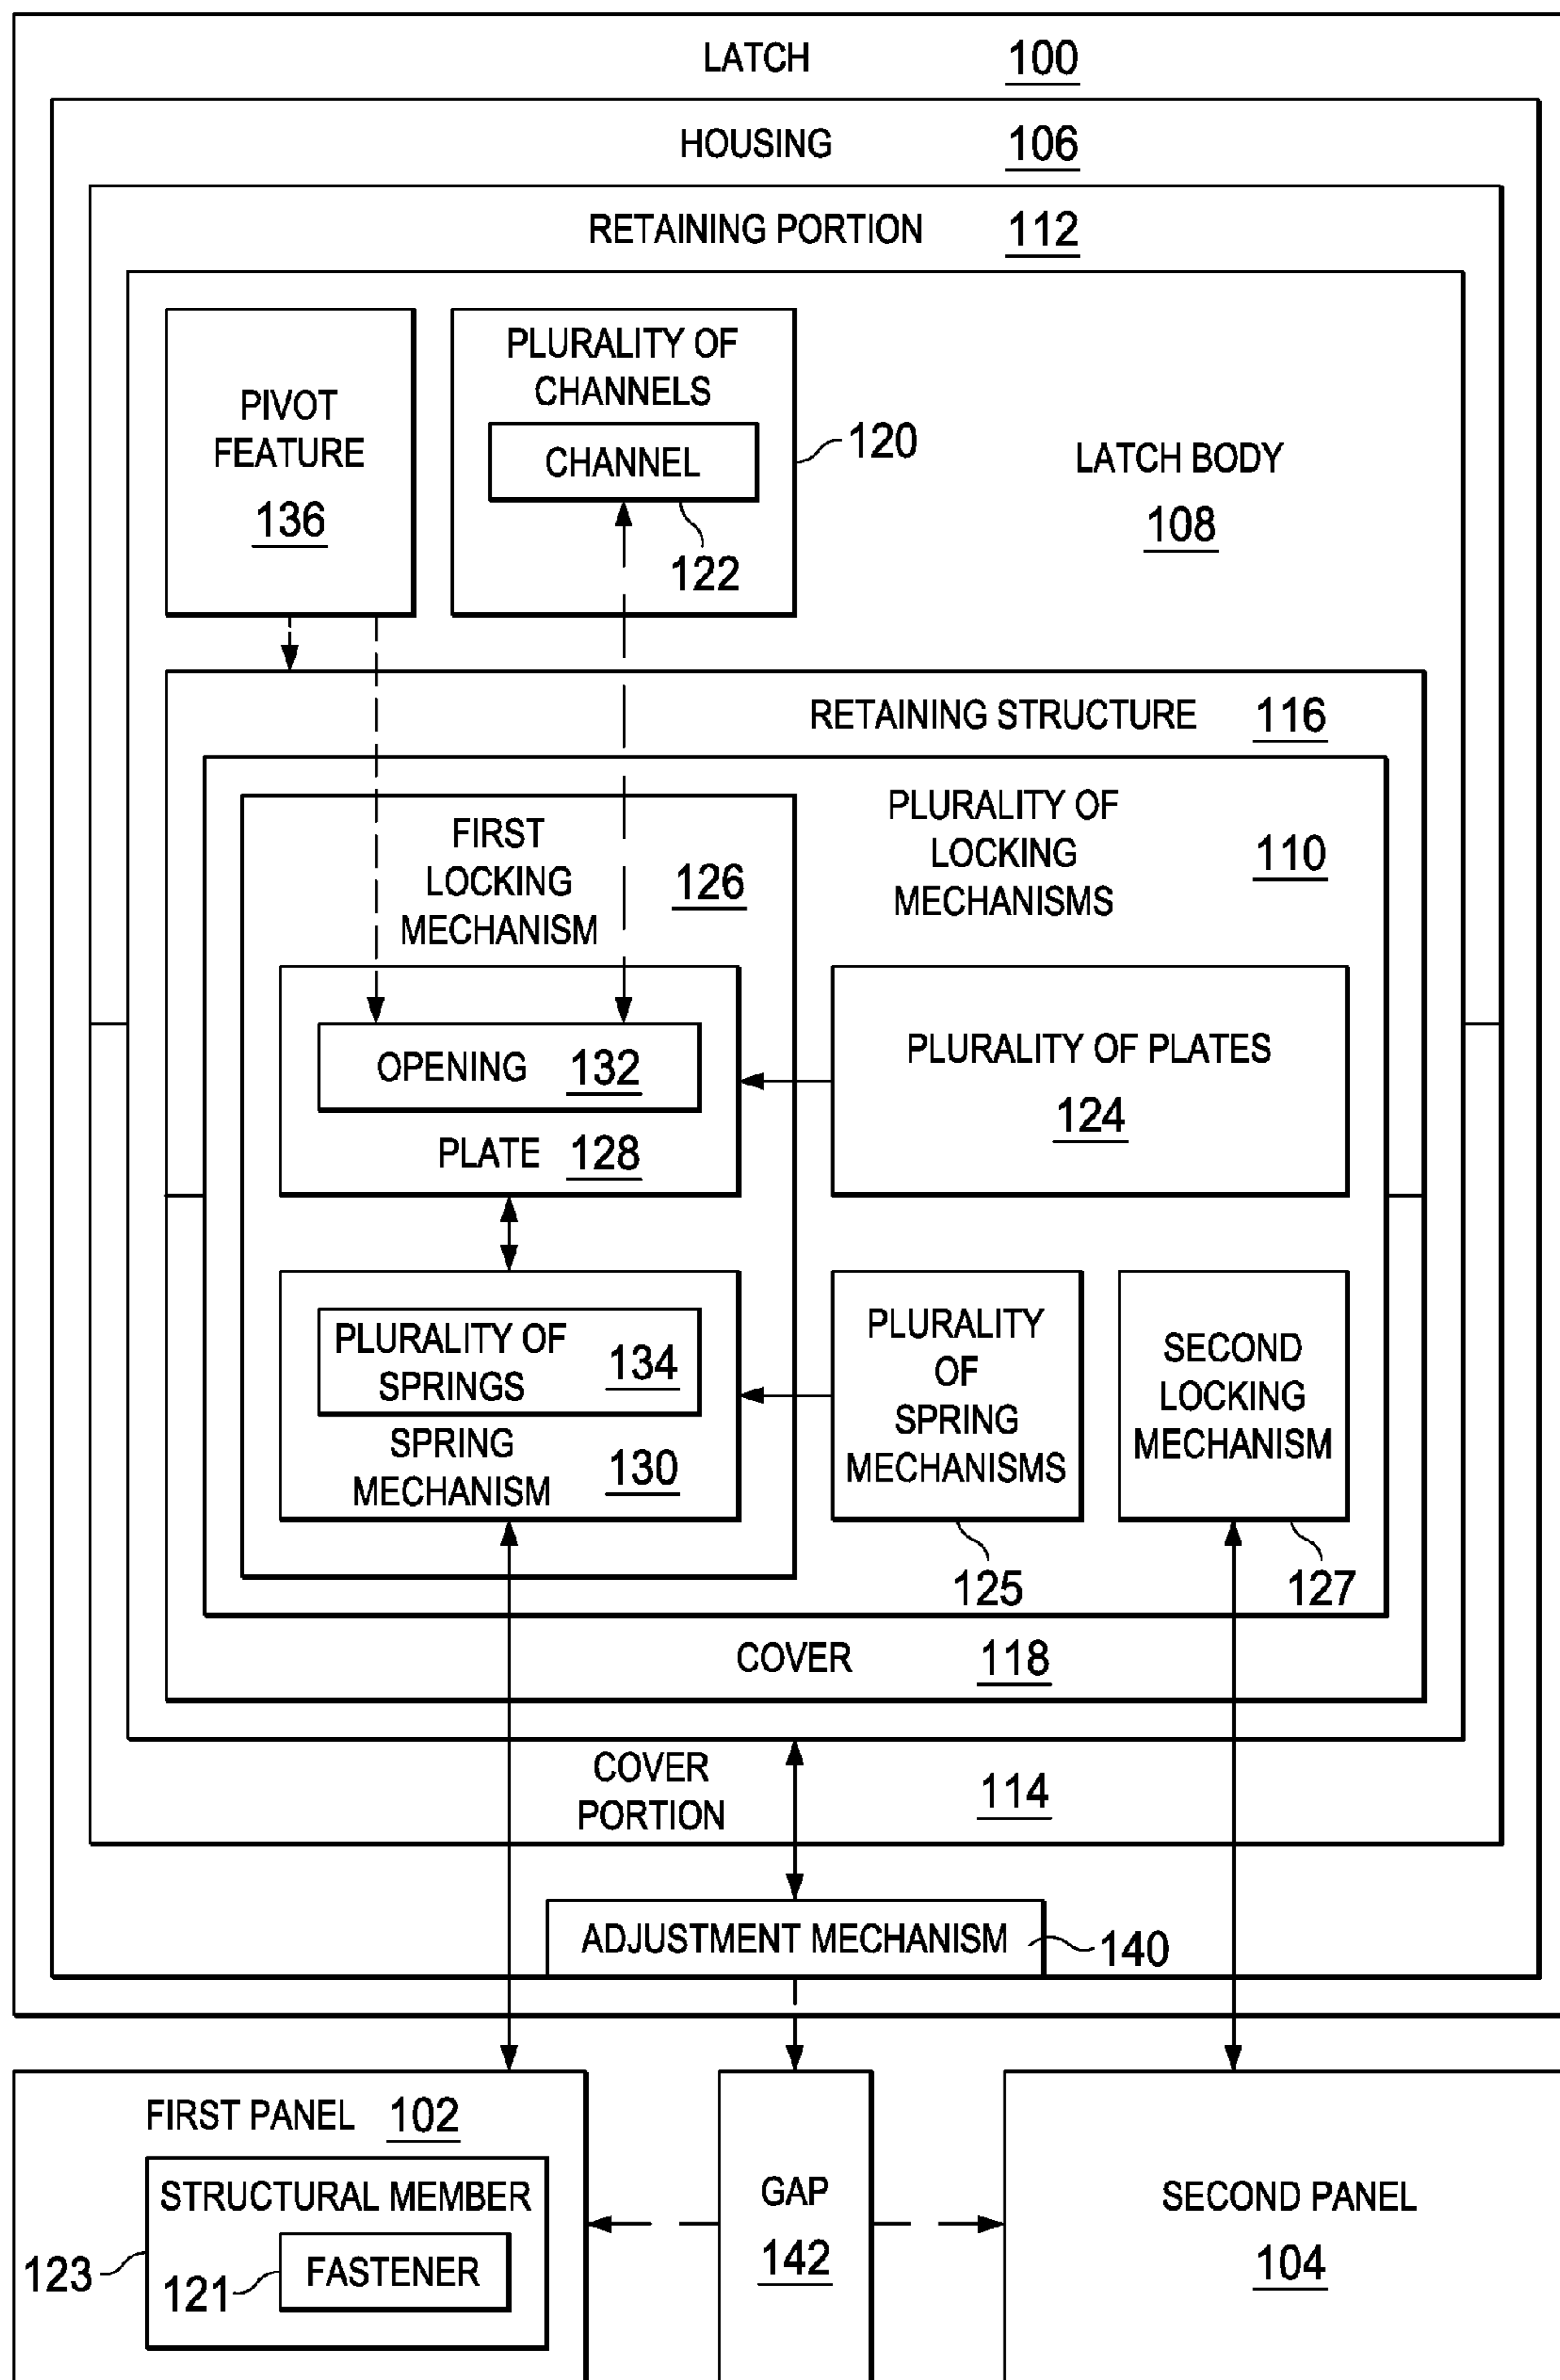 LATCH 100
HOUSING 106
RETAINING PORTION 112
PIVOT
FEATURE
136
PLURALITY OF
CHANNELS
CHANNEL
120
122
LATCH BODY
108
RETAINING STRUCTURE 116
PLURALITY OF
LOCKING
MECHANISMS
110
FIRST
LOCKING
MECHANISM
126
OPENING 132
PLATE 128
PLURALITY OF PLATES
124
PLURALITY OF
SPRINGS
134
SPRING
MECHANISM
130
PLURALITY
OF
SPRING
MECHANISMS
125
SECOND
LOCKING
MECHANISM
127
COVER 118
COVER
PORTION
114
ADJUSTMENT MECHANISM
140
FIRST PANEL 102
STRUCTURAL MEMBER
123
FASTENER
121
GAP
142
SECOND PANEL
104